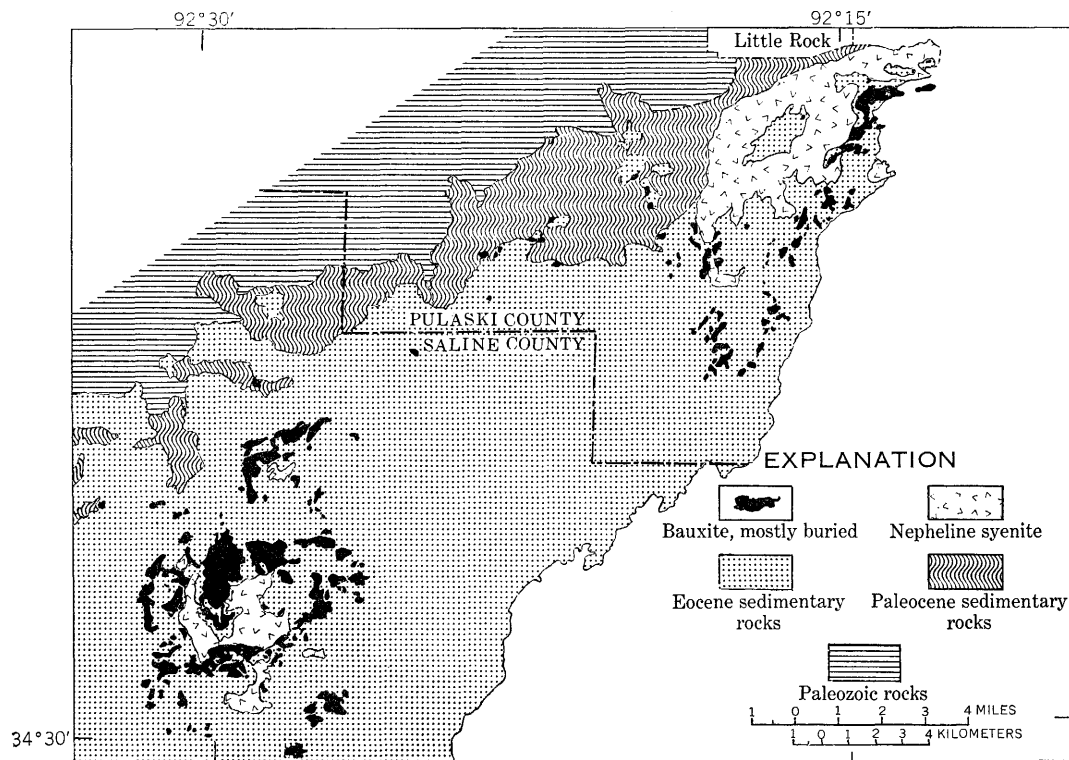 92°30′
92°15′
Little Rock
PULASKI COUNTY
SALINE COUNTY
EXPLANATION
Bauxite, mostly buried
Nepheline syenite
Eocene sedimentary
rocks
Paleocene sedimentary
rocks
Paleozoic rocks
1 0 1 2 3 4 MILES
1 0 1 2 3 4 KILOMETERS
34°30′